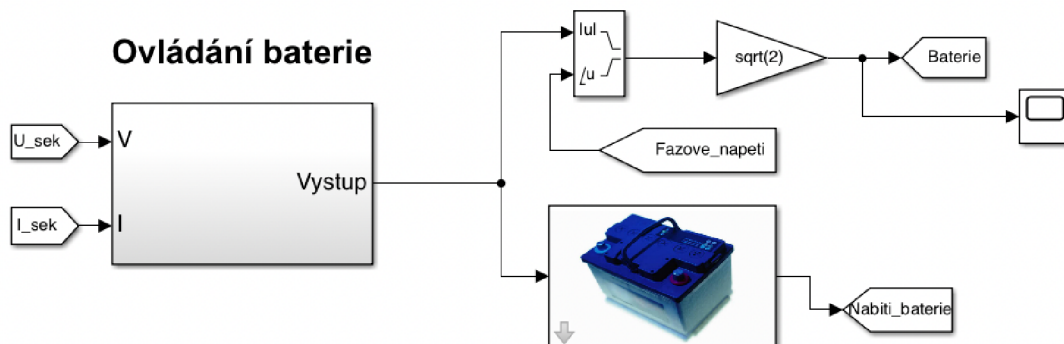 Ovládání baterie
|u|
∠u
sqrt(2)
Baterie
Fazove_napeti
U_sek
V
Vystup
I_sek
I
Nabiti_baterie